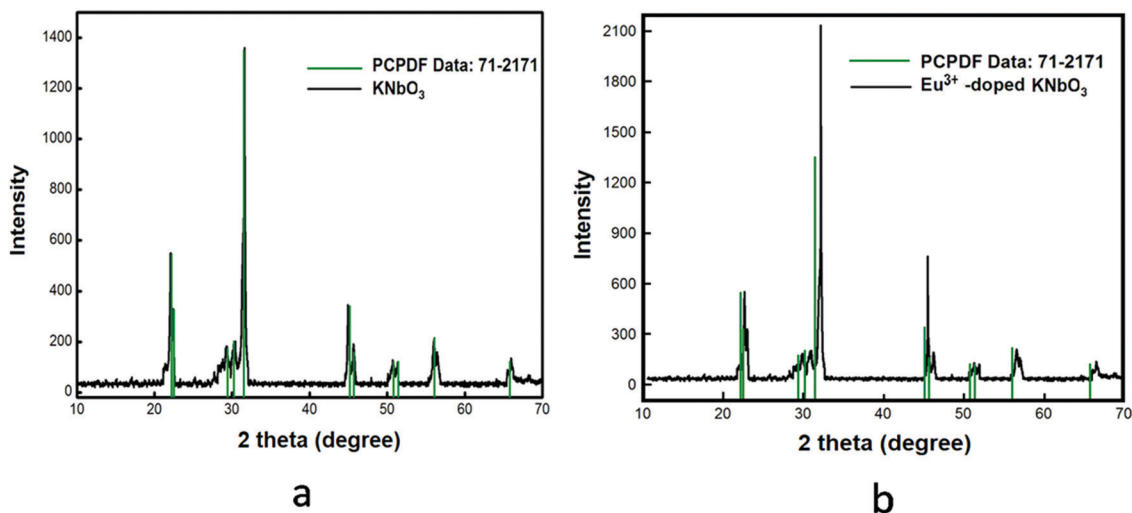 1400
1200
1000
800
600
400
200
0
10 20 30 40 50 60 70
Intensity
2 theta (degree)
PCPDF Data: 71-2171
KNbO₃
a
2100
1800
1500
1200
900
600
300
0
10 20 30 40 50 60 70
Intensity
2 theta (degree)
PCPDF Data: 71-2171
Eu³⁺ -doped KNbO₃
b